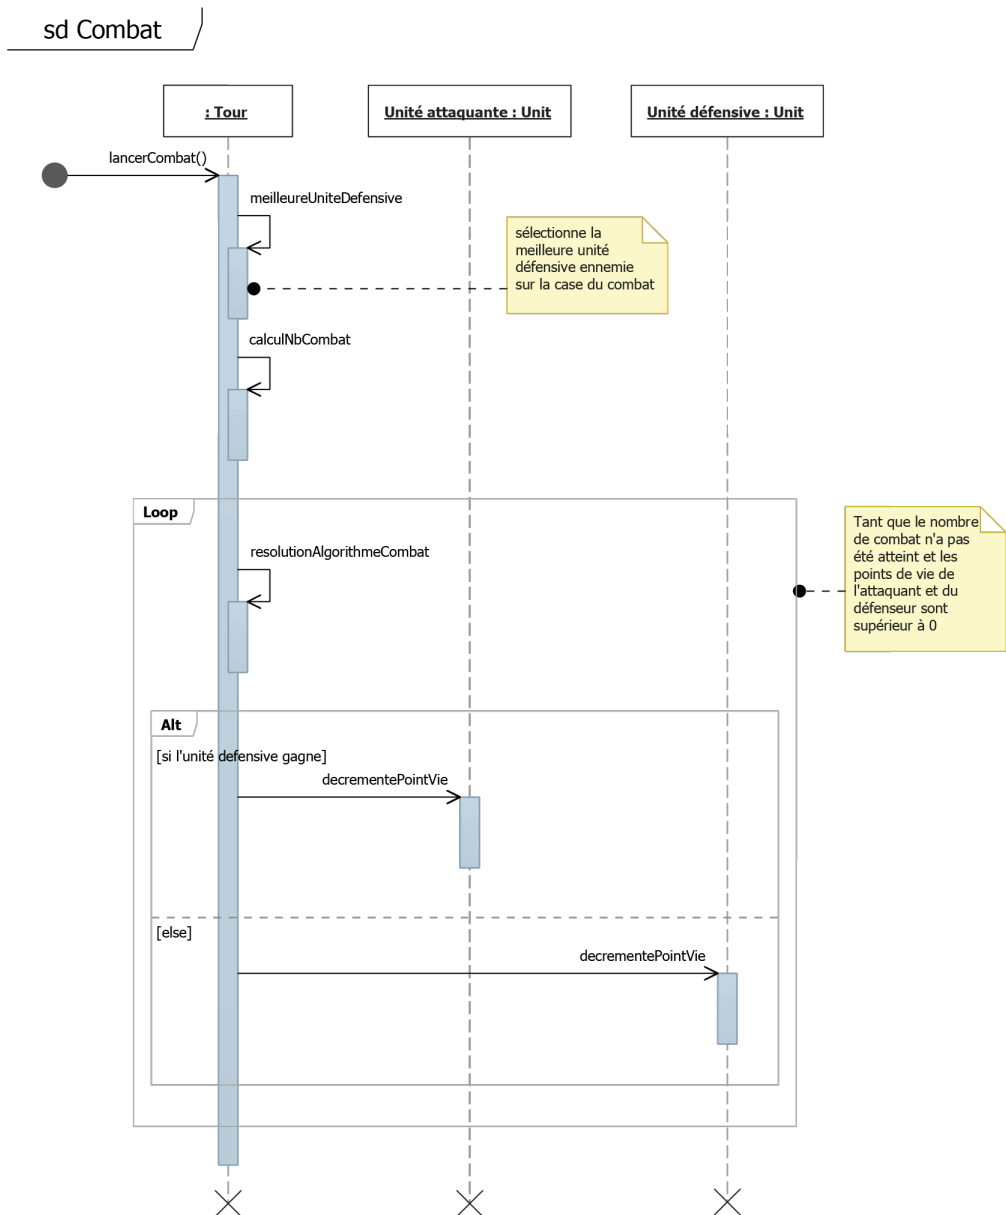 sd Combat
: Tour
Unité attaquante : Unit
Unité défensive : Unit
lancerCombat()
meilleureUniteDefensive
sélectionne la
meilleure unité
défensive ennemie
sur la case du combat
calculNbCombat
Loop
Tant que le nombre
de combat n'a pas
été atteint et les
points de vie de
l'attaquant et du
défenseur sont
supérieur à 0
resolutionAlgorithmeCombat
Alt
[si l'unité defensive gagne]
decrementePointVie
[else]
decrementePointVie